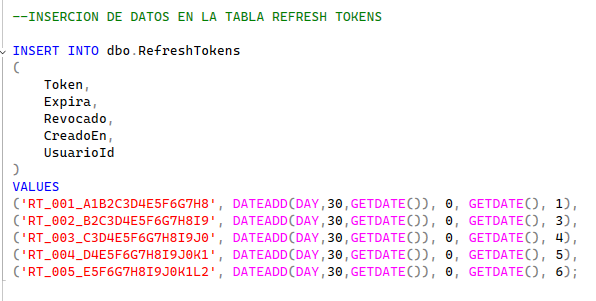 --INSERCION DE DATOS EN LA TABLA REFRESH TOKENS
INSERT INTO dbo.RefreshTokens
(
Token,
Expira,
Revocado,
CreadoEn,
UsuarioId
)
VALUES
('RT_001_A1B2C3D4E5F6G7H8', DATEADD(DAY,30,GETDATE()), 0, GETDATE(), 1),
('RT_002_B2C3D4E5F6G7H8I9', DATEADD(DAY,30,GETDATE()), 0, GETDATE(), 3),
('RT_003_C3D4E5F6G7H8I9J0', DATEADD(DAY,30,GETDATE()), 0, GETDATE(), 4),
('RT_004_D4E5F6G7H8I9J0K1', DATEADD(DAY,30,GETDATE()), 0, GETDATE(), 5),
('RT_005_E5F6G7H8I9J0K1L2', DATEADD(DAY,30,GETDATE()), 0, GETDATE(), 6);